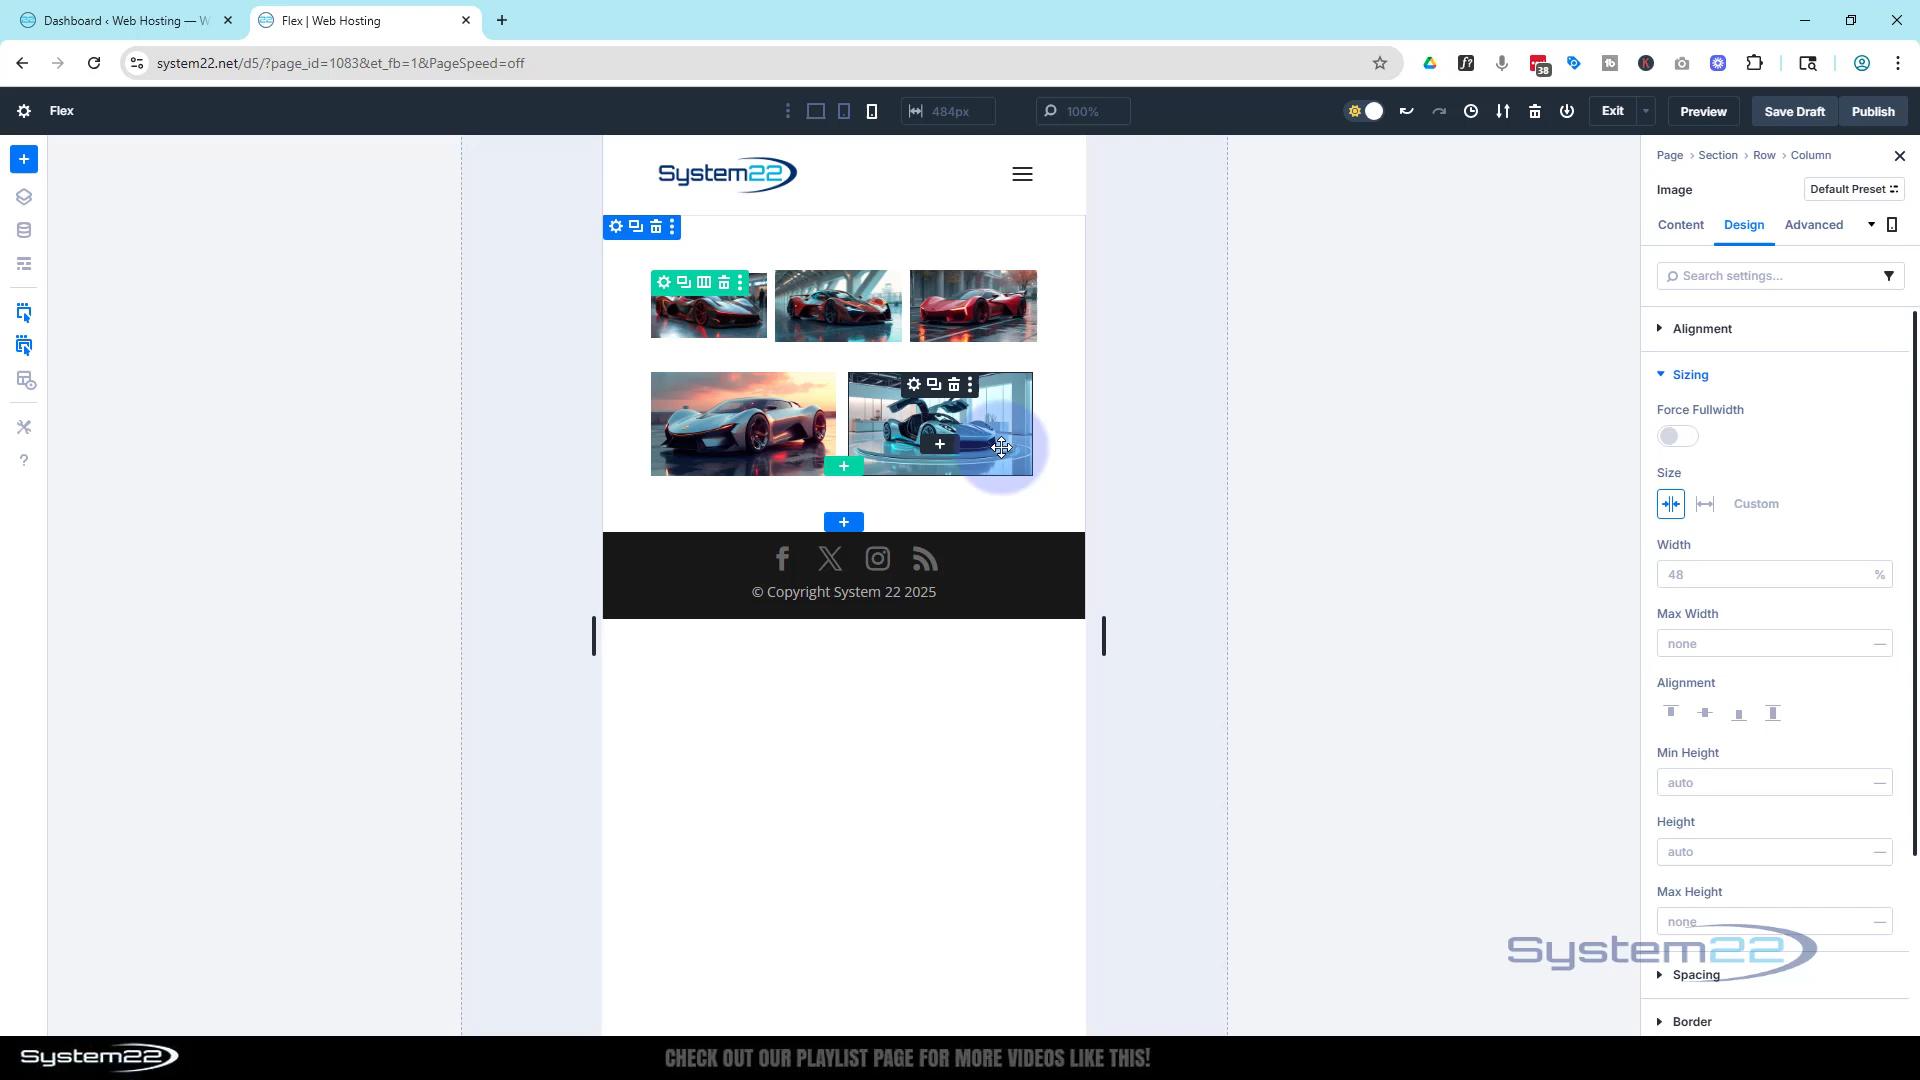 Dashboard ‹ Web Hosting — W
Flex | Web Hosting
system22.net/d5/?page_id=1083&et_fb=1&PageSpeed=off
38
Flex
484px
100%
Exit
Preview
Save Draft
Publish
Page > Section > Row > Column
Image
Default Preset
Content
Design
Advanced
Search settings...
Alignment
Sizing
Force Fullwidth
Size
Custom
Width
48
%
Max Width
none
Alignment
Min Height
auto
Height
auto
Max Height
none
Spacing
Border
System22
© Copyright System 22 2025
System22
System22
CHECK OUT OUR PLAYLIST PAGE FOR MORE VIDEOS LIKE THIS!